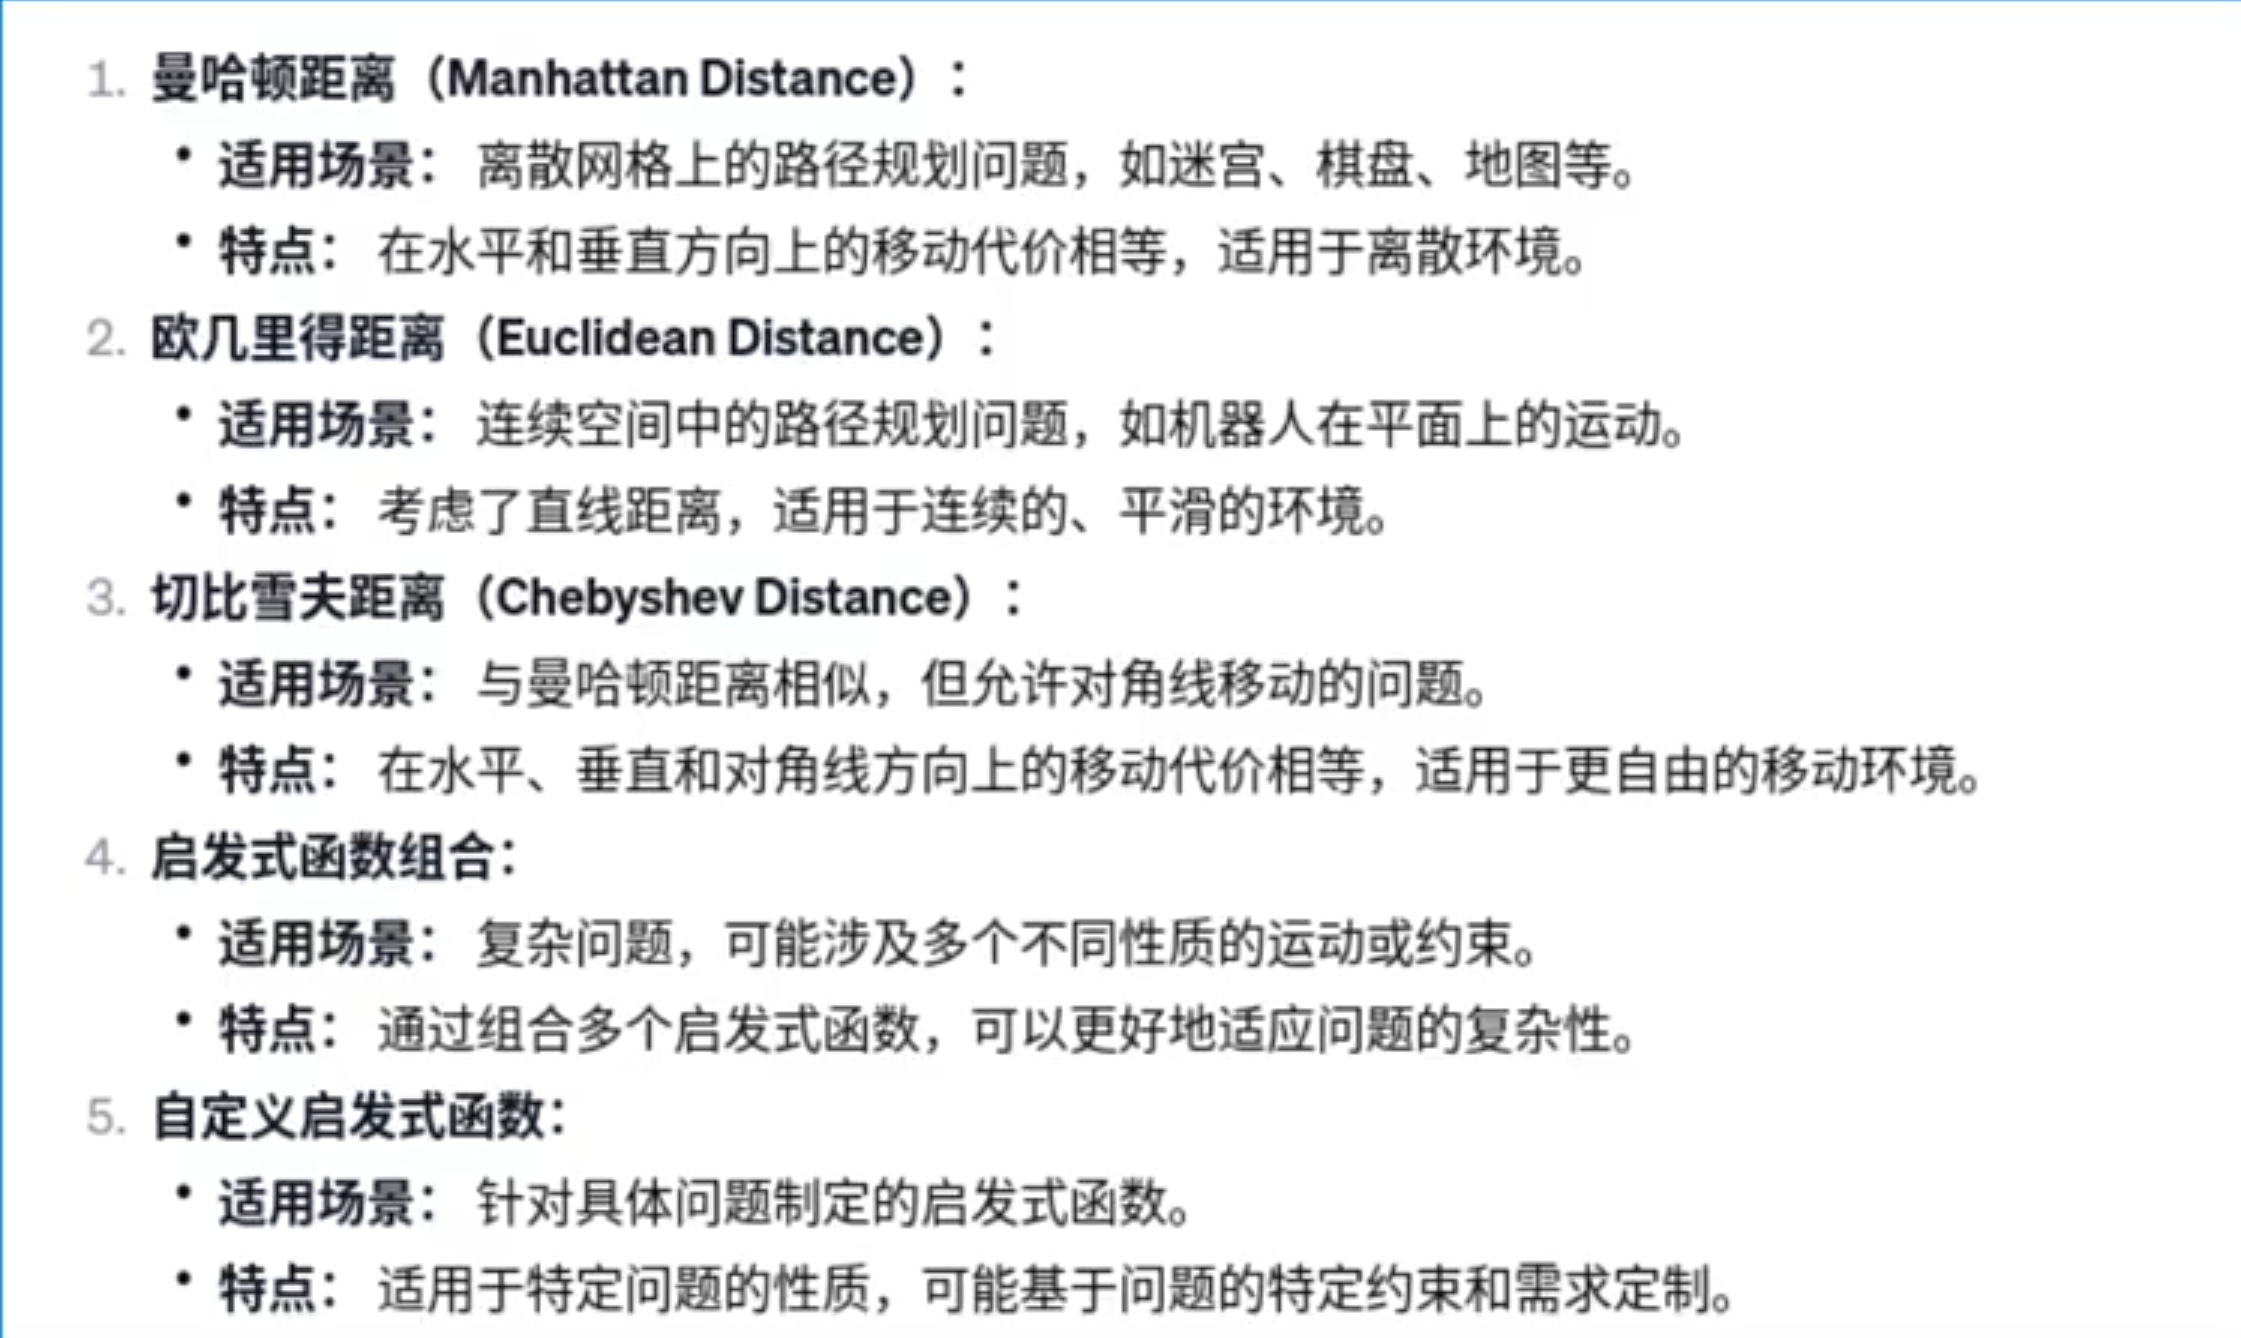 1. 曼哈顿距离（Manhattan Distance）：
• 适用场景： 离散网格上的路径规划问题，如迷宫、棋盘、地图等。
• 特点： 在水平和垂直方向上的移动代价相等，适用于离散环境。
2. 欧几里得距离（Euclidean Distance）：
• 适用场景： 连续空间中的路径规划问题，如机器人在平面上的运动。
• 特点： 考虑了直线距离，适用于连续的、平滑的环境。
3. 切比雪夫距离（Chebyshev Distance）：
• 适用场景： 与曼哈顿距离相似，但允许对角线移动的问题。
• 特点： 在水平、垂直和对角线方向上的移动代价相等，适用于更自由的移动环境。
4. 启发式函数组合：
• 适用场景： 复杂问题，可能涉及多个不同性质的运动或约束。
• 特点： 通过组合多个启发式函数，可以更好地适应问题的复杂性。
5. 自定义启发式函数：
• 适用场景： 针对具体问题制定的启发式函数。
• 特点： 适用于特定问题的性质，可能基于问题的特定约束和需求定制。